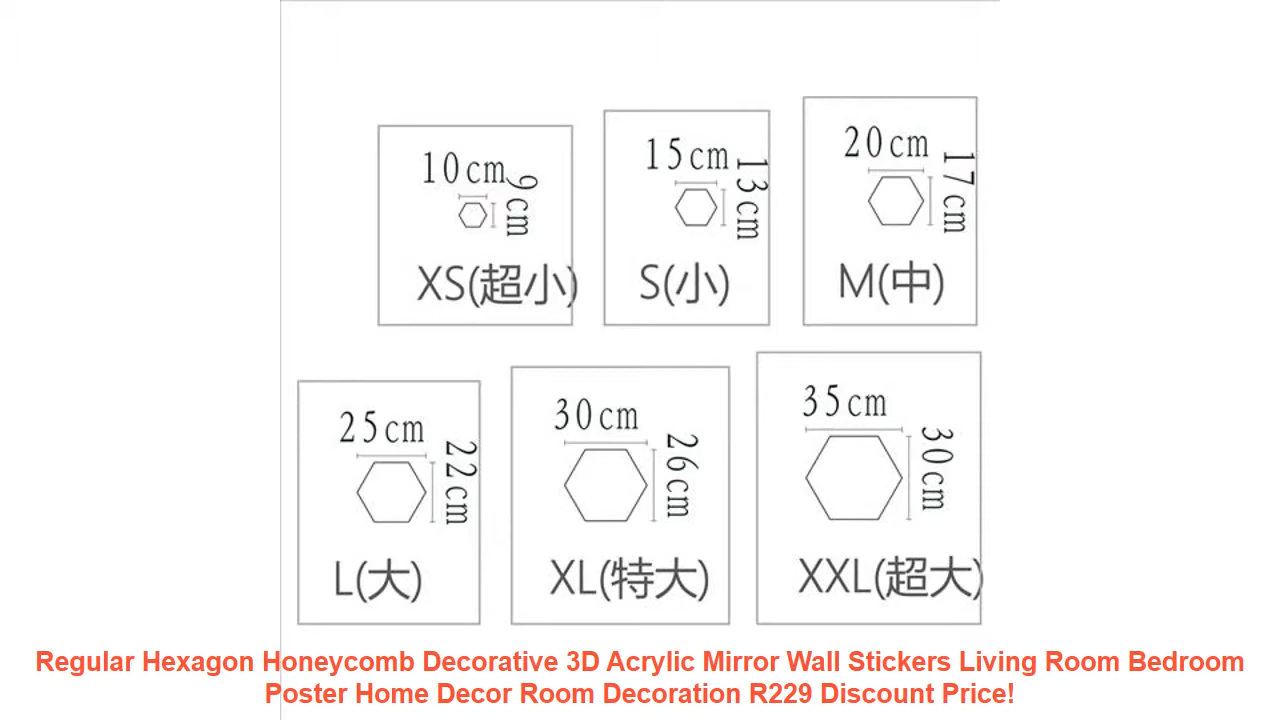 10cm
9cm
XS(超小)
15cm
13cm
S(小)
20cm
17cm
M(中)
25cm
22cm
L(大)
30cm
26cm
XL(特大)
35cm
30cm
XXL(超大)
Regular Hexagon Honeycomb Decorative 3D Acrylic Mirror Wall Stickers Living Room Bedroom
Poster Home Decor Room Decoration R229 Discount Price!